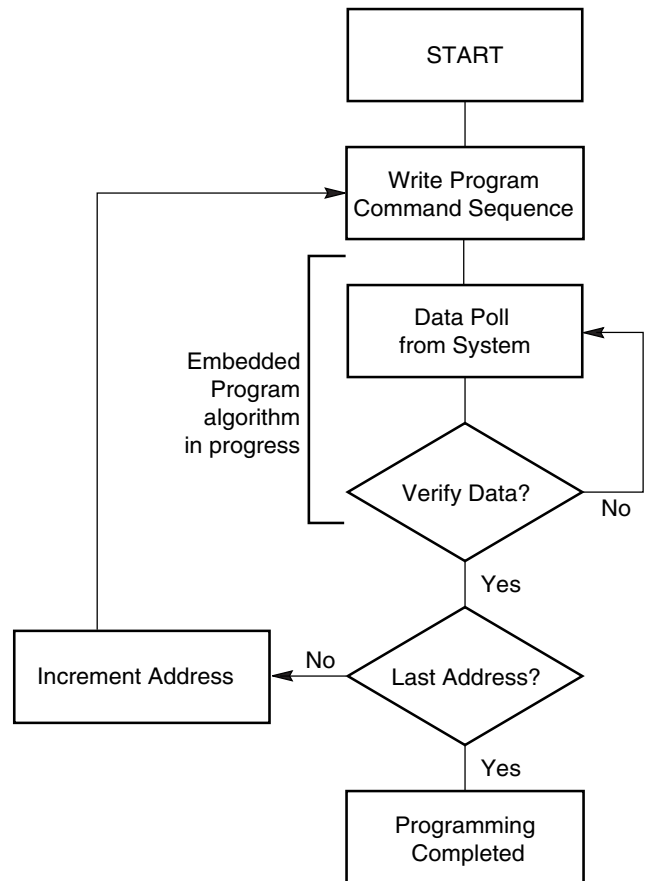 START
Write Program
Command Sequence
Data Poll
from System
Embedded
Program
algorithm
in progress
Verify Data?
No
Yes
Increment Address
No
Last Address?
Yes
Programming
Completed